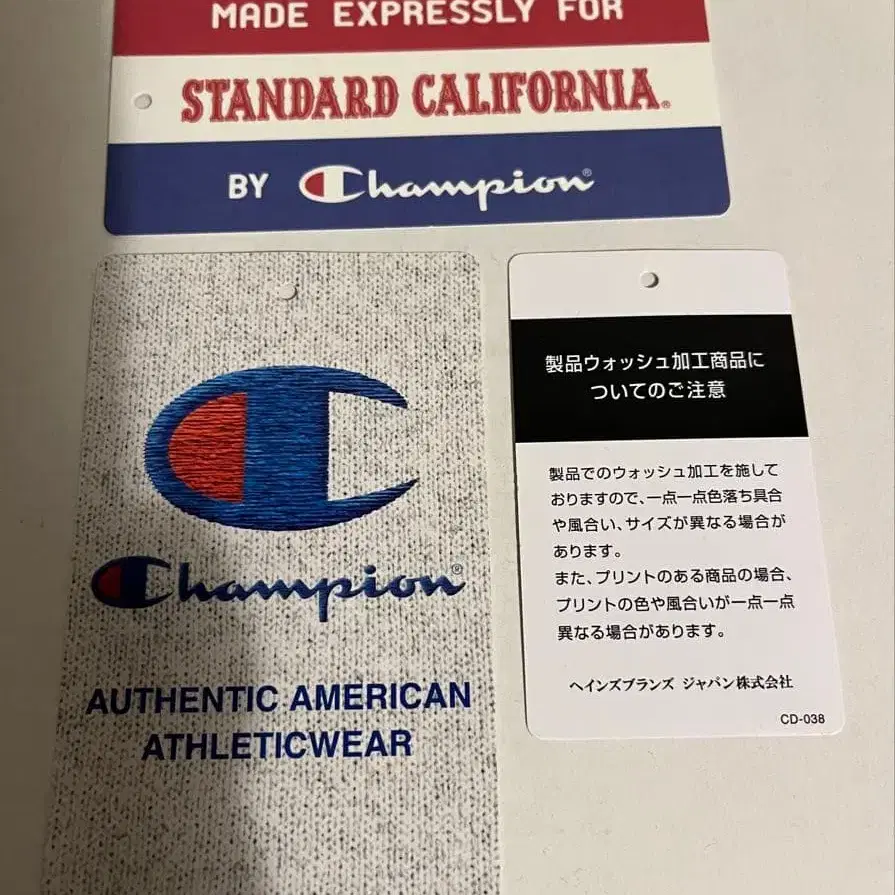 MADE EXPRESSLY FOR
STANDARD CALIFORNIA®
BY Champion®
Champion®
AUTHENTIC AMERICAN
ATHLETICWEAR
製品ウォッシュ加工商品に
ついてのご注意
製品でのウォッシュ加工を施して
おりますので、一点一点色落ち具合
や風合い、サイズが異なる場合が
あります。
また、プリントのある商品の場合、
プリントの色や風合いが一点一点
異なる場合があります。
ヘインズブランズ ジャパン株式会社
CD-038